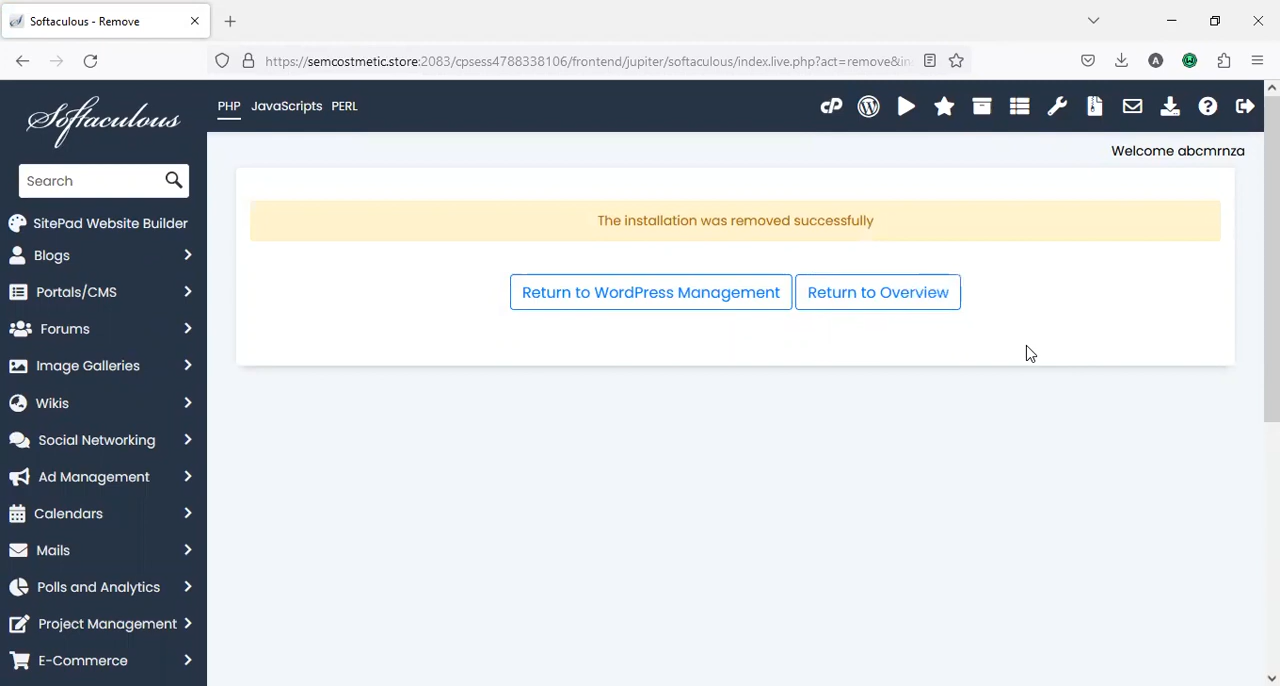 Softaculous - Remove
https://semcostmetic.store:2083/cpsess4788338106/frontend/jupiter/softaculous/index.live.php?act=remove&in
Softaculous
PHP JavaScripts PERL
cP
Welcome abcmrnza
Search
The installation was removed successfully
SitePad Website Builder
Blogs
Return to WordPress Management Return to Overview
Portals/CMS
Forums
Image Galleries
Wikis
Social Networking
Ad Management
Calendars
Mails
Polls and Analytics
Project Management
E-Commerce